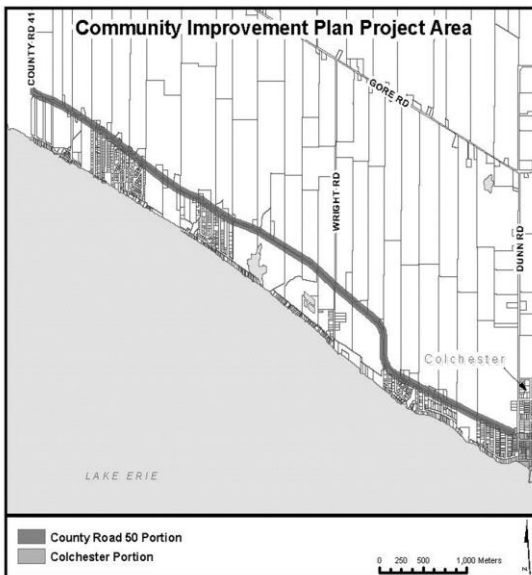 Community Improvement Plan Project Area
COUNTY RD 41
GORE RD
WRIGHT RD
DUNN RD
Colchester
LAKE ERIE
County Road 50 Portion
Colchester Portion
0 250 500 1,000 Meters
N